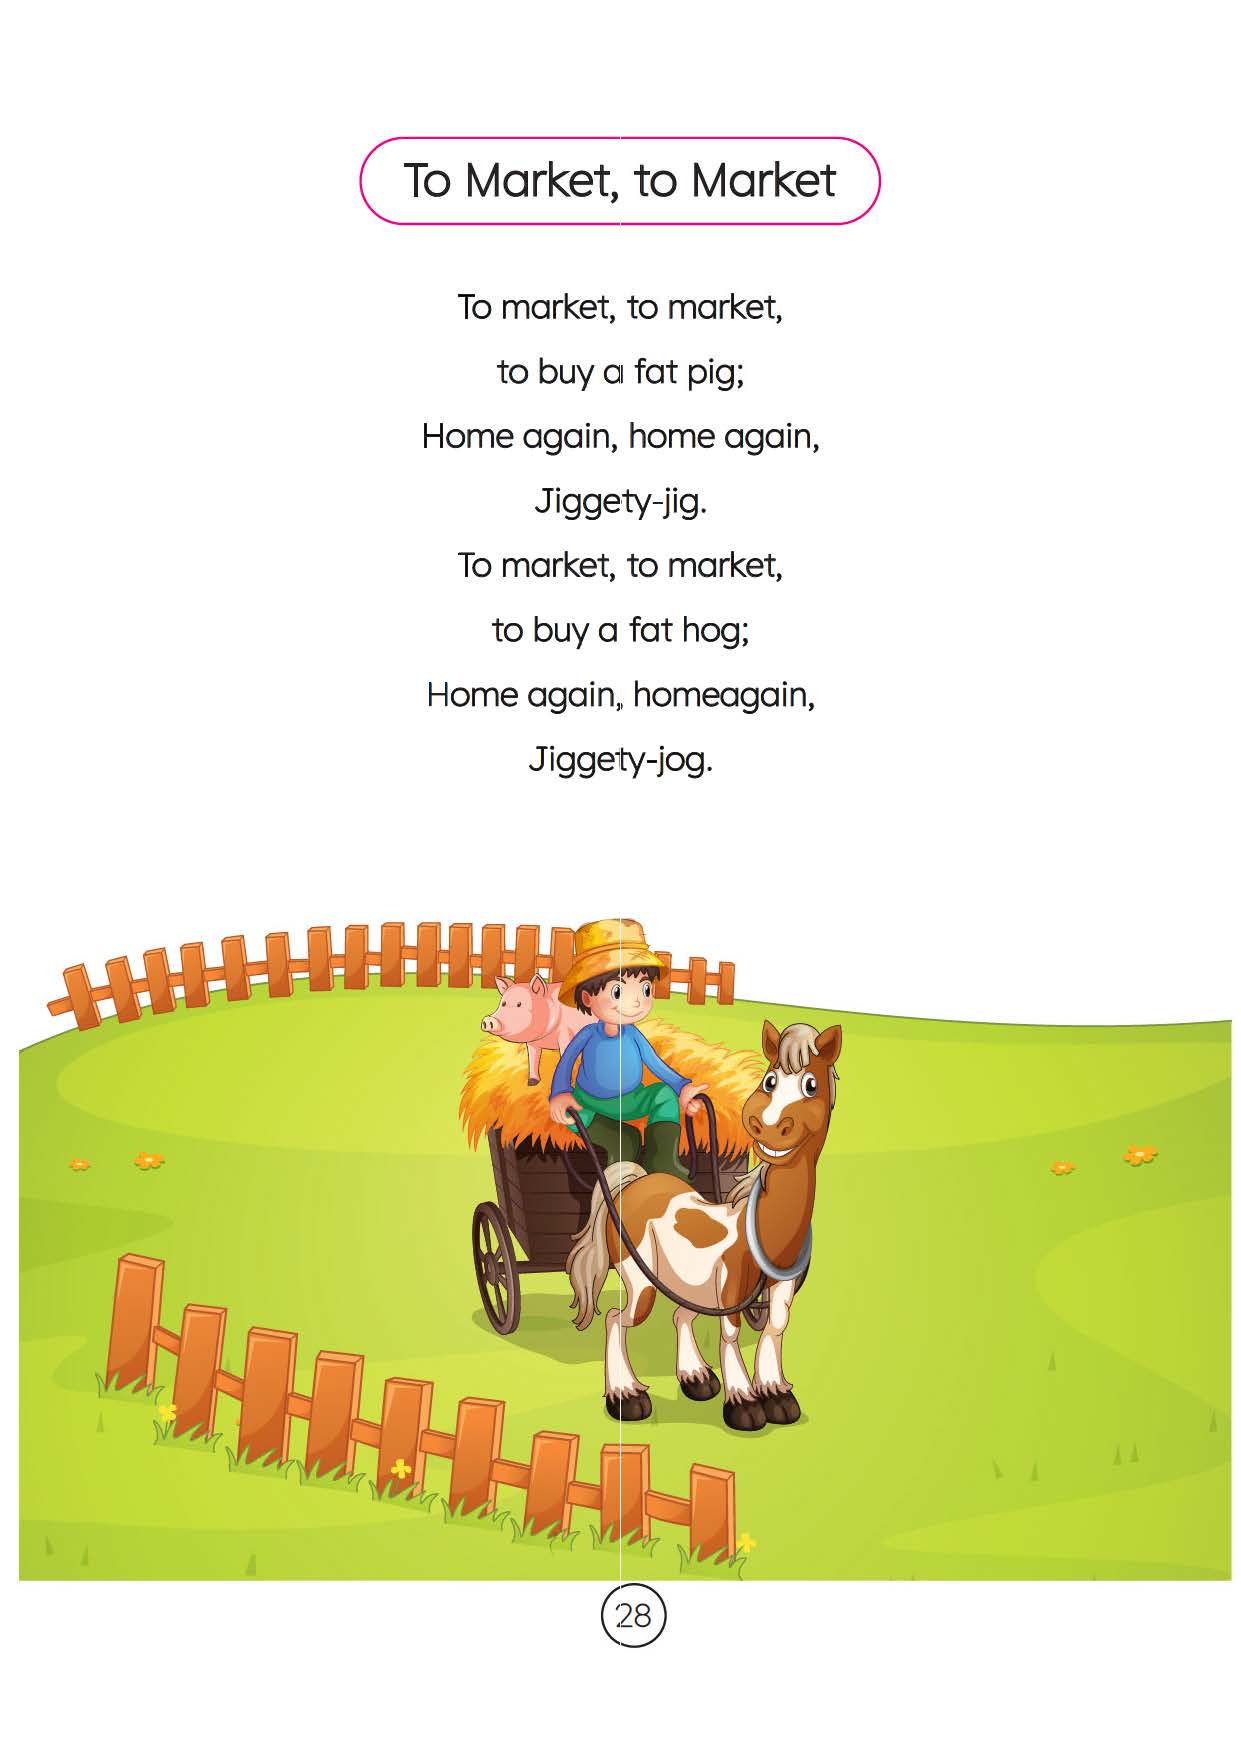 To Market, to Market
To market, to market,
to buy a fat pig;
Home again, home again,
Jiggety-jig.
To market, to market,
to buy a fat hog;
Home again, homeagain,
Jiggety-jog.
28